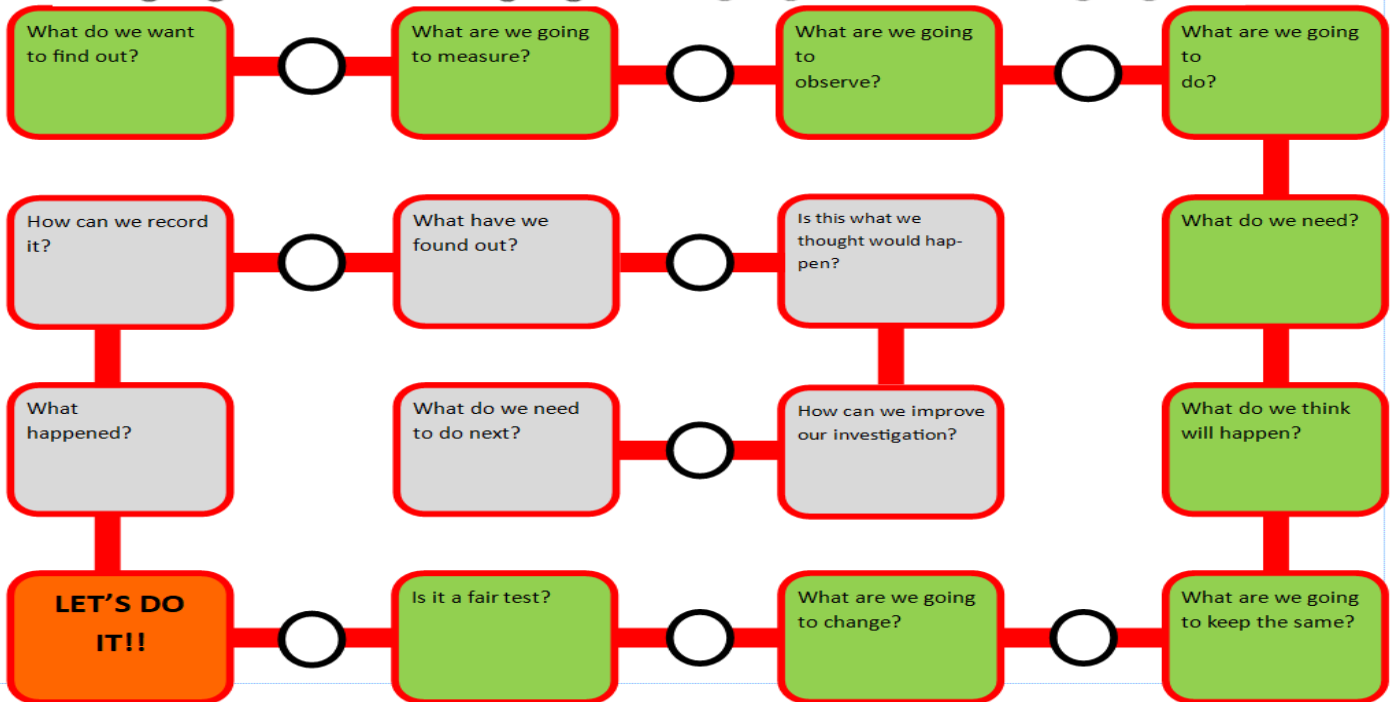 What do we want
to find out?
What are we going
to measure?
What are we going
to
observe?
What are we going
to
do?
How can we record
it?
What have we
found out?
Is this what we
thought would hap-
pen?
What do we need?
What
happened?
What do we need
to do next?
How can we improve
our investigation?
What do we think
will happen?
LET'S DO
IT!!
Is it a fair test?
What are we going
to change?
What are we going
to keep the same?